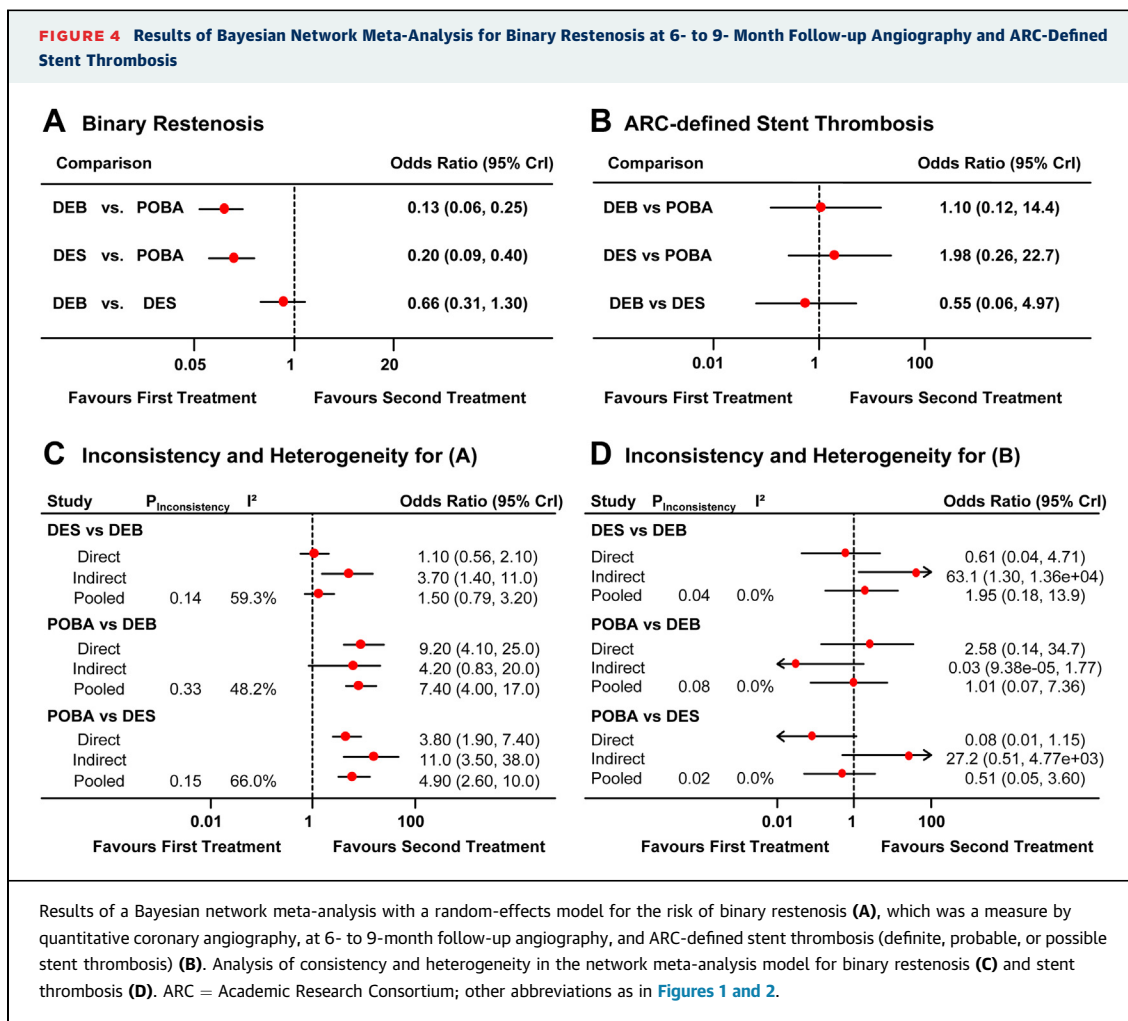 FIGURE 4 Results of Bayesian Network Meta-Analysis for Binary Restenosis at 6- to 9- Month Follow-up Angiography and ARC-Defined
Stent Thrombosis
A Binary Restenosis
Comparison Odds Ratio (95% CrI)
DEB vs. POBA 0.13 (0.06, 0.25)
DES vs. POBA 0.20 (0.09, 0.40)
DEB vs. DES 0.66 (0.31, 1.30)
0.05 1 20
Favours First Treatment Favours Second Treatment
B ARC-defined Stent Thrombosis
Comparison Odds Ratio (95% CrI)
DEB vs POBA 1.10 (0.12, 14.4)
DES vs POBA 1.98 (0.26, 22.7)
DEB vs DES 0.55 (0.06, 4.97)
0.01 1 100
Favours First Treatment Favours Second Treatment
C Inconsistency and Heterogeneity for (A)
Study PInconsistency I² Odds Ratio (95% CrI)
DES vs DEB
Direct 1.10 (0.56, 2.10)
Indirect 3.70 (1.40, 11.0)
Pooled 0.14 59.3% 1.50 (0.79, 3.20)
POBA vs DEB
Direct 9.20 (4.10, 25.0)
Indirect 4.20 (0.83, 20.0)
Pooled 0.33 48.2% 7.40 (4.00, 17.0)
POBA vs DES
Direct 3.80 (1.90, 7.40)
Indirect 11.0 (3.50, 38.0)
Pooled 0.15 66.0% 4.90 (2.60, 10.0)
0.01 1 100
Favours First Treatment Favours Second Treatment
D Inconsistency and Heterogeneity for (B)
Study PInconsistency I² Odds Ratio (95% CrI)
DES vs DEB
Direct 0.61 (0.04, 4.71)
Indirect 63.1 (1.30, 1.36e+04)
Pooled 0.04 0.0% 1.95 (0.18, 13.9)
POBA vs DEB
Direct 2.58 (0.14, 34.7)
Indirect 0.03 (9.38e-05, 1.77)
Pooled 0.08 0.0% 1.01 (0.07, 7.36)
POBA vs DES
Direct 0.08 (0.01, 1.15)
Indirect 27.2 (0.51, 4.77e+03)
Pooled 0.02 0.0% 0.51 (0.05, 3.60)
0.01 1 100
Favours First Treatment Favours Second Treatment
Results of a Bayesian network meta-analysis with a random-effects model for the risk of binary restenosis (A), which was a measure by
quantitative coronary angiography, at 6- to 9-month follow-up angiography, and ARC-defined stent thrombosis (definite, probable, or possible
stent thrombosis) (B). Analysis of consistency and heterogeneity in the network meta-analysis model for binary restenosis (C) and stent
thrombosis (D). ARC = Academic Research Consortium; other abbreviations as in Figures 1 and 2.